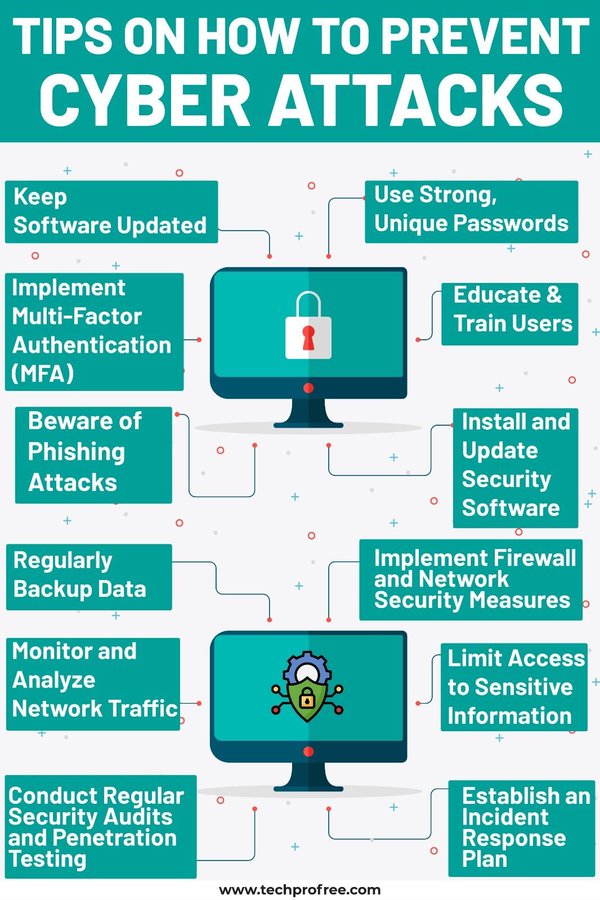 TIPS ON HOW TO PREVENT
CYBER ATTACKS
Keep
Software Updated
Use Strong,
Unique Passwords
Implement
Multi-Factor
Authentication
(MFA)
Educate &
Train Users
Beware of
Phishing
Attacks
Install and
Update
Security
Software
Regularly
Backup Data
Implement Firewall
and Network
Security Measures
Monitor and
Analyze
Network Traffic
Limit Access
to Sensitive
Information
Conduct Regular
Security Audits
and Penetration
Testing
Establish an
Incident
Response
Plan
www.techprofree.com